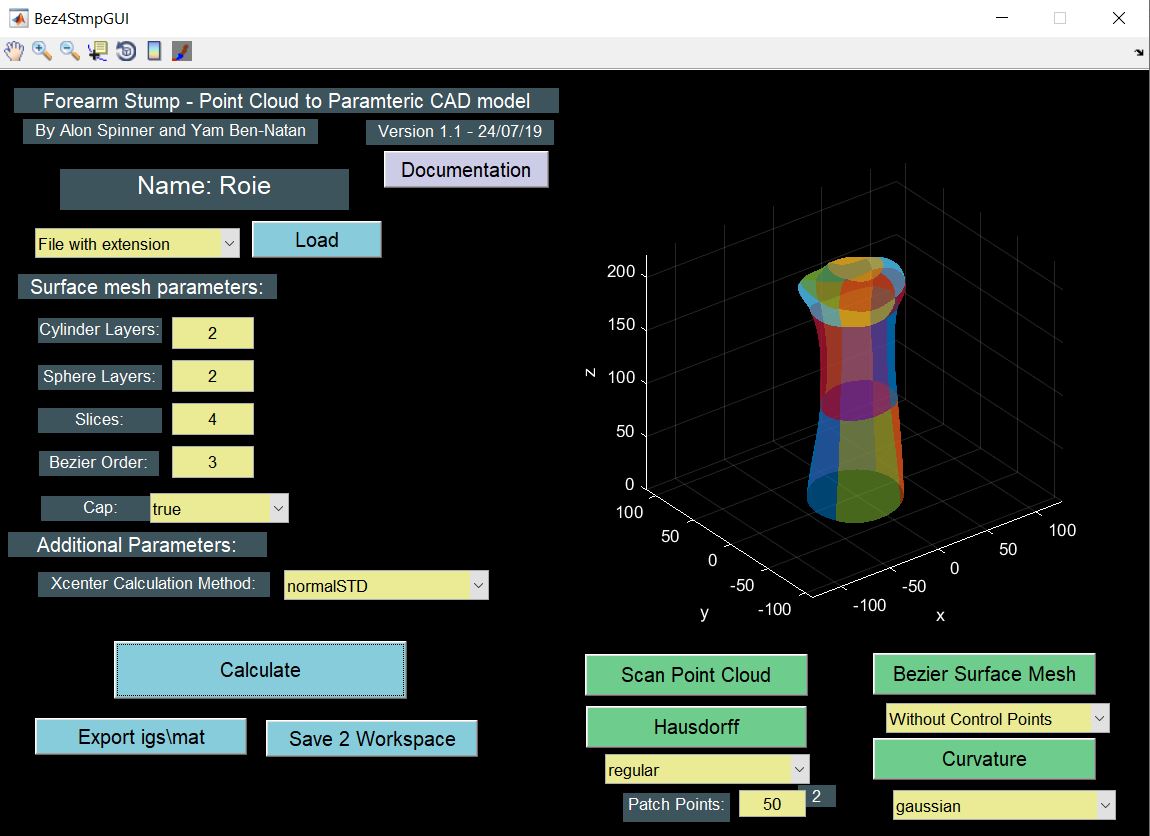 Bez4StmpGUI
Forearm Stump - Point Cloud to Paramteric CAD model
By Alon Spinner and Yam Ben-Natan
Version 1.1 - 24/07/19
Documentation
Name: Roie
File with extension
Load
Surface mesh parameters:
Cylinder Layers:
2
Sphere Layers:
2
Slices:
4
Bezier Order:
3
Cap:
true
Additional Parameters:
Xcenter Calculation Method:
normalSTD
Calculate
Export igs\mat
Save 2 Workspace
200
150
100
50
0
z
100
50
0
-50
-100
y
-100
-50
0
50
100
x
Scan Point Cloud
Bezier Surface Mesh
Hausdorff
Without Control Points
regular
Curvature
Patch Points:
50
2
gaussian